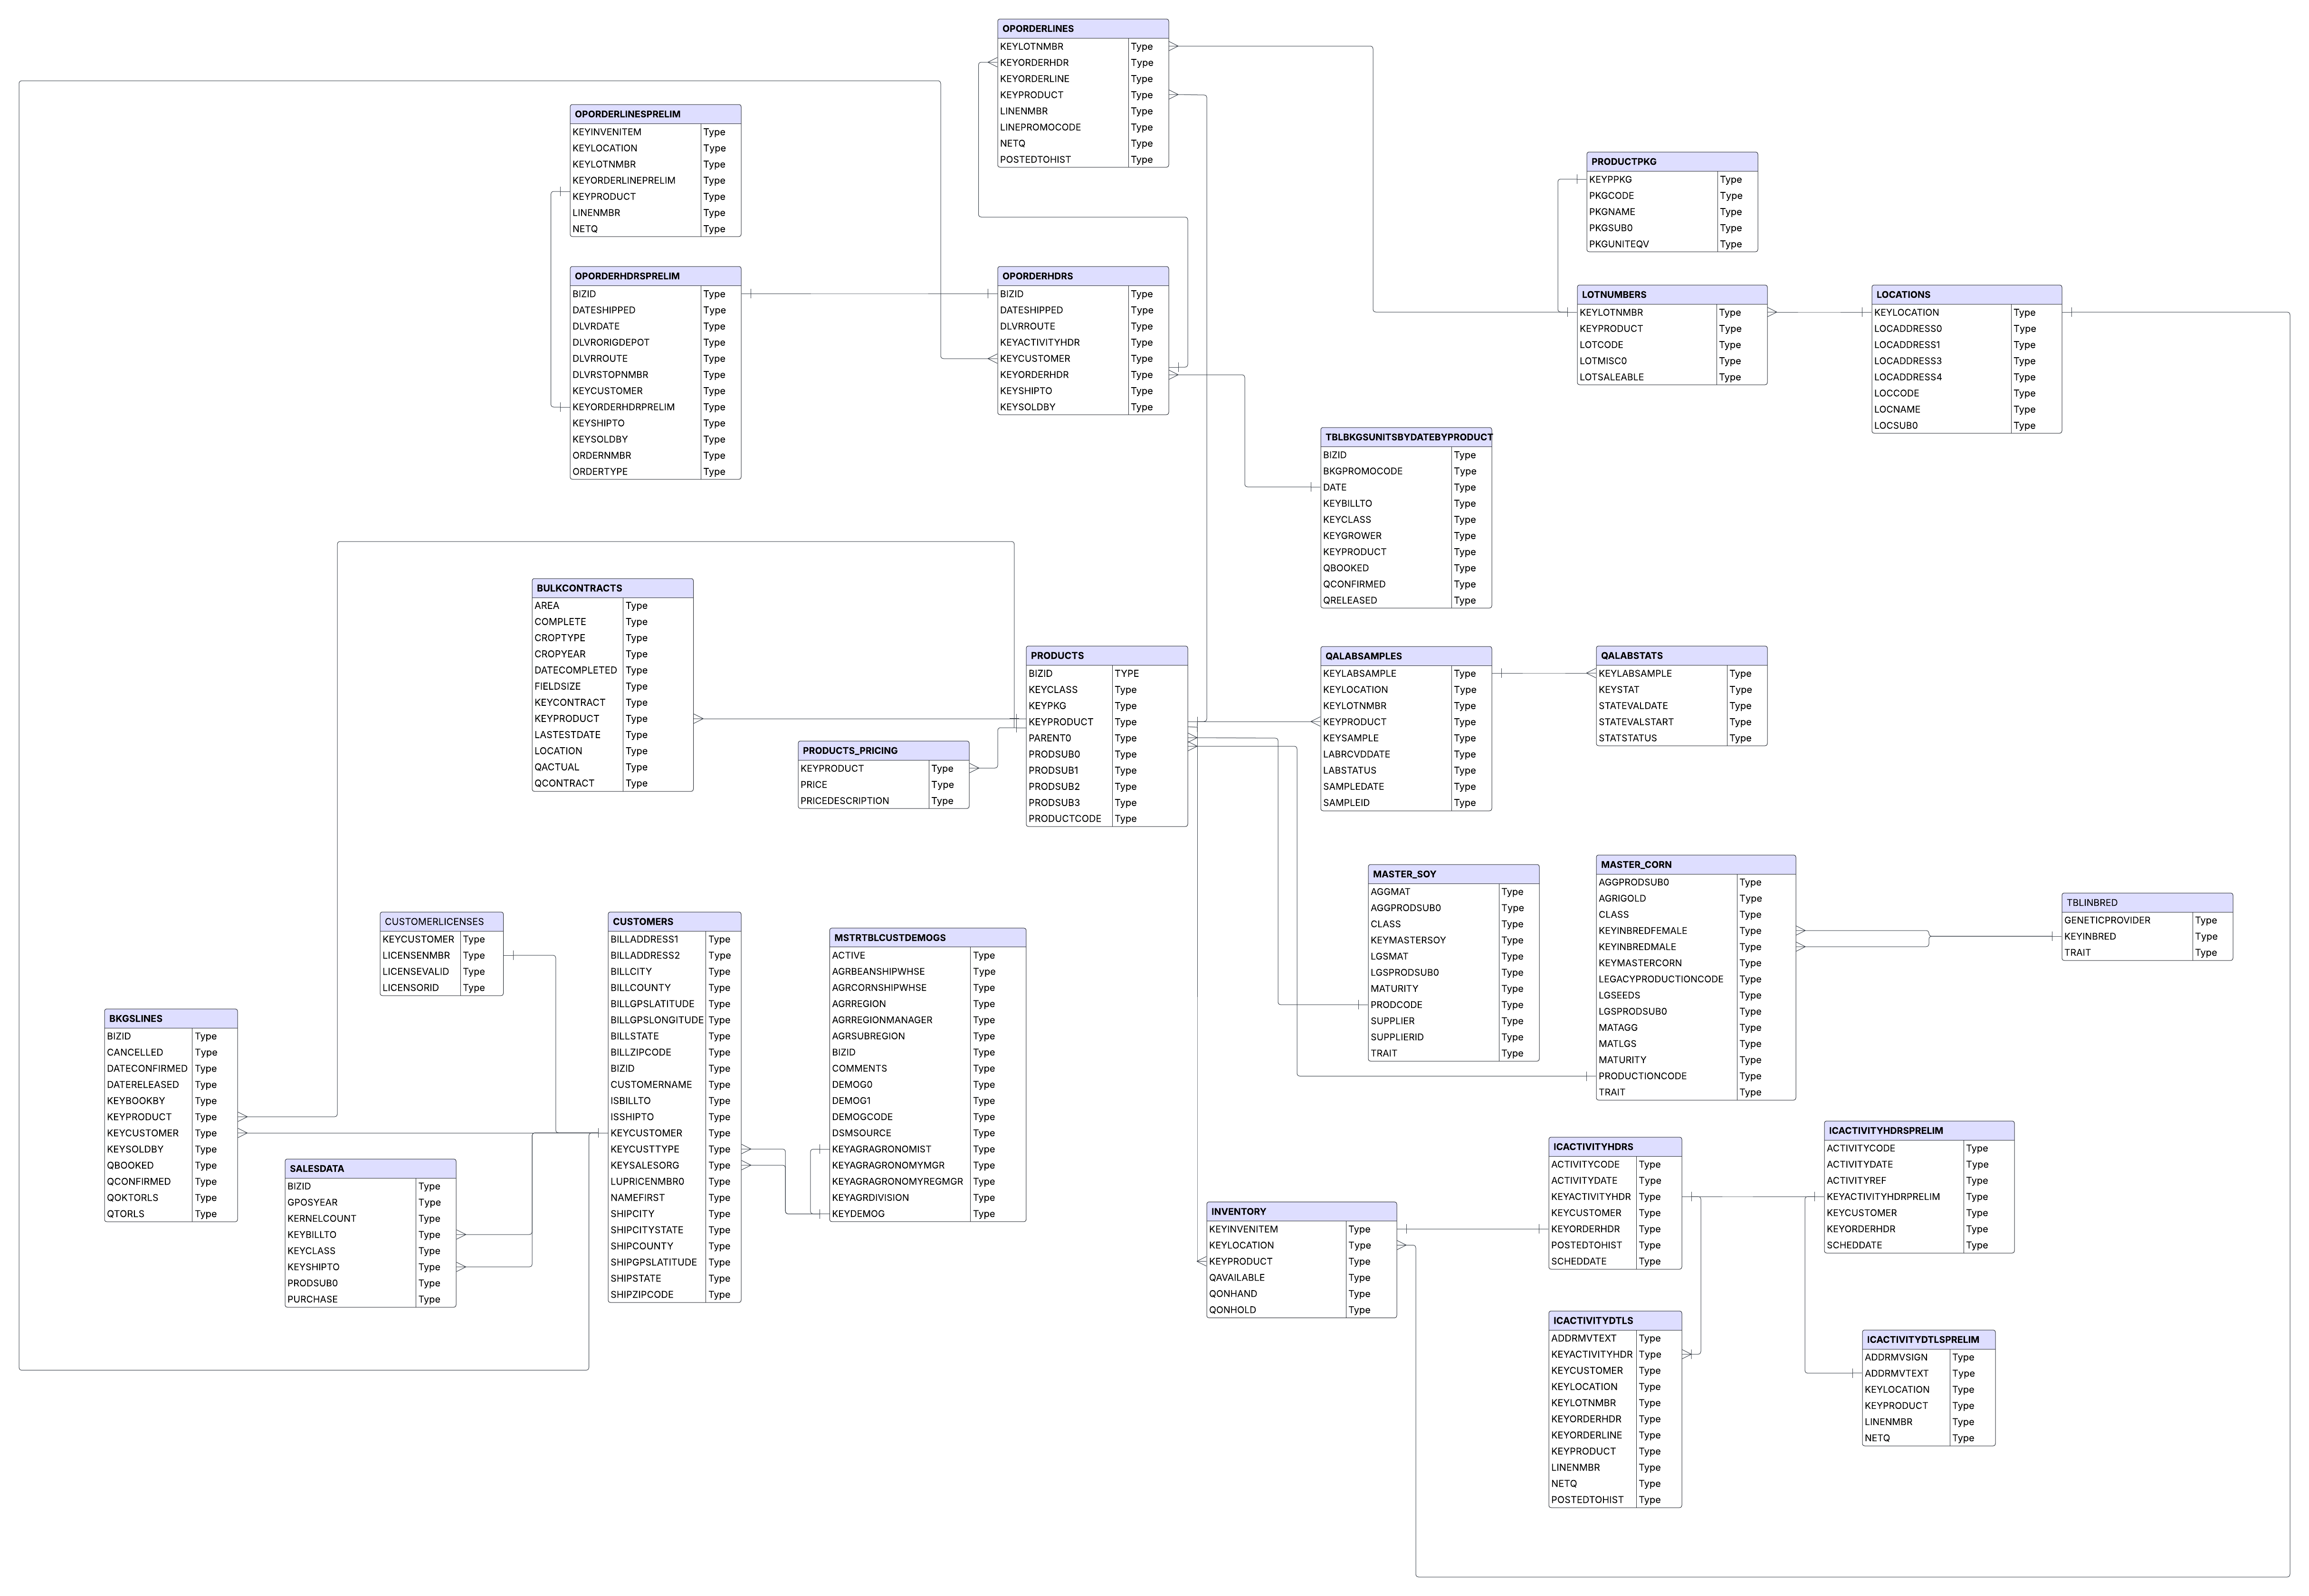 OPORDERLINES
KEYLOTNMBR Type
KEYORDERHDR Type
KEYORDERLINE Type
KEYPRODUCT Type
LINENMBR Type
LINEPROMOCODE Type
NETQ Type
POSTEDTOHIST Type
OPORDERLINESPRELIM
KEYINVENITEM Type
KEYLOCATION Type
KEYLOTNMBR Type
KEYORDERLINEPRELIM Type
KEYPRODUCT Type
LINENMBR Type
NETQ Type
PRODUCTPKG
KEYPPKG Type
PKGCODE Type
PKGNAME Type
PKGSUB0 Type
PKGUNITEQV Type
OPORDERHDRSPRELIM
BIZID Type
DATESHIPPED Type
DLVRDATE Type
DLVRORIGDEPOT Type
DLVRROUTE Type
DLVRSTOPNMBR Type
KEYCUSTOMER Type
KEYORDERHDRPRELIM Type
KEYSHIPTO Type
KEYSOLDBY Type
ORDERNMBR Type
ORDERTYPE Type
OPORDERHDRS
BIZID Type
DATESHIPPED Type
DLVRROUTE Type
KEYACTIVITYHDR Type
KEYCUSTOMER Type
KEYORDERHDR Type
KEYSHIPTO Type
KEYSOLDBY Type
LOTNUMBERS
KEYLOTNMBR Type
KEYPRODUCT Type
LOTCODE Type
LOTMISC0 Type
LOTSALEABLE Type
LOCATIONS
KEYLOCATION Type
LOCADDRESS0 Type
LOCADDRESS1 Type
LOCADDRESS3 Type
LOCADDRESS4 Type
LOCCODE Type
LOCNAME Type
LOCSUB0 Type
TBLBKGSUNITSBYDATEBYPRODUCT
BIZID Type
BKGPROMOCODE Type
DATE Type
KEYBILLTO Type
KEYCLASS Type
KEYGROWER Type
KEYPRODUCT Type
QBOOKED Type
QCONFIRMED Type
QRELEASED Type
BULKCONTRACTS
AREA Type
COMPLETE Type
CROPTYPE Type
CROPYEAR Type
DATECOMPLETED Type
FIELDSIZE Type
KEYCONTRACT Type
KEYPRODUCT Type
LASTESTDATE Type
LOCATION Type
QACTUAL Type
QCONTRACT Type
PRODUCTS_PRICING
KEYPRODUCT Type
PRICE Type
PRICEDESCRIPTION Type
PRODUCTS
BIZID TYPE
KEYCLASS Type
KEYPKG Type
KEYPRODUCT Type
PARENT0 Type
PRODSUB0 Type
PRODSUB1 Type
PRODSUB2 Type
PRODSUB3 Type
PRODUCTCODE Type
QALABSAMPLES
KEYLABSAMPLE Type
KEYLOCATION Type
KEYLOTNMBR Type
KEYPRODUCT Type
KEYSAMPLE Type
LABRCVDDATE Type
LABSTATUS Type
SAMPLEDATE Type
SAMPLEID Type
QALABSTATS
KEYLABSAMPLE Type
KEYSTAT Type
STATEVALDATE Type
STATEVALSTART Type
STATSTATUS Type
MASTER_SOY
AGGMAT Type
AGGPRODSUB0 Type
CLASS Type
KEYMASTERSOY Type
LGSMAT Type
LGSPRODSUB0 Type
MATURITY Type
PRODCODE Type
SUPPLIER Type
SUPPLIERID Type
TRAIT Type
MASTER_CORN
AGGPRODSUB0 Type
AGRIGOLD Type
CLASS Type
KEYINBREDFEMALE Type
KEYINBREDMALE Type
KEYMASTERCORN Type
LEGACYPRODUCTIONCODE Type
LGSEEDS Type
LGSPRODSUB0 Type
MATAGG Type
MATLGS Type
MATURITY Type
PRODUCTIONCODE Type
TRAIT Type
TBLINBRED
GENETICPROVIDER Type
KEYINBRED Type
TRAIT Type
CUSTOMERLICENSES
KEYCUSTOMER Type
LICENSENMBR Type
LICENSEVALID Type
LICENSORID Type
CUSTOMERS
BILLADDRESS1 Type
BILLADDRESS2 Type
BILLCITY Type
BILLCOUNTY Type
BILLGPSLATITUDE Type
BILLGPSLONGITUDE Type
BILLSTATE Type
BILLZIPCODE Type
BIZID Type
CUSTOMERNAME Type
ISBILLTO Type
ISSHIPTO Type
KEYCUSTOMER Type
KEYCUSTTYPE Type
KEYSALESORG Type
LUPRICENMBR0 Type
NAMEFIRST Type
SHIPCITY Type
SHIPCITYSTATE Type
SHIPCOUNTY Type
SHIPGPSLATITUDE Type
SHIPSTATE Type
SHIPZIPCODE Type
MSTRTBLCUSTDEMOGS
ACTIVE Type
AGRBEANSHIPWHSE Type
AGRCORNSHIPWHSE Type
AGRREGION Type
AGRREGIONMANAGER Type
AGRSUBREGION Type
BIZID Type
COMMENTS Type
DEMOG0 Type
DEMOG1 Type
DEMOGCODE Type
DSMSOURCE Type
KEYAGRAGRONOMIST Type
KEYAGRAGRONOMYMGR Type
KEYAGRAGRONOMYREGMGR Type
KEYAGRDIVISION Type
KEYDEMOG Type
BKGSLINES
BIZID Type
CANCELLED Type
DATECONFIRMED Type
DATERELEASED Type
KEYBOOKBY Type
KEYPRODUCT Type
KEYCUSTOMER Type
KEYSOLDBY Type
QBOOKED Type
QCONFIRMED Type
QOKTORLS Type
QTORLS Type
SALESDATA
BIZID Type
GPOSYEAR Type
KERNELCOUNT Type
KEYBILLTO Type
KEYCLASS Type
KEYSHIPTO Type
PRODSUB0 Type
PURCHASE Type
INVENTORY
KEYINVENITEM Type
KEYLOCATION Type
KEYPRODUCT Type
QAVAILABLE Type
QONHAND Type
QONHOLD Type
ICACTIVITYHDRS
ACTIVITYCODE Type
ACTIVITYDATE Type
KEYACTIVITYHDR Type
KEYCUSTOMER Type
KEYORDERHDR Type
POSTEDTOHIST Type
SCHEDDATE Type
ICACTIVITYHDRSPRELIM
ACTIVITYCODE Type
ACTIVITYDATE Type
ACTIVITYREF Type
KEYACTIVITYHDRPRELIM Type
KEYCUSTOMER Type
KEYORDERHDR Type
SCHEDDATE Type
ICACTIVITYDTLS
ADDRMVTEXT Type
KEYACTIVITYHDR Type
KEYCUSTOMER Type
KEYLOCATION Type
KEYLOTNMBR Type
KEYORDERHDR Type
KEYORDERLINE Type
KEYPRODUCT Type
LINENMBR Type
NETQ Type
POSTEDTOHIST Type
ICACTIVITYDTLSPRELIM
ADDRMVSIGN Type
ADDRMVTEXT Type
KEYLOCATION Type
KEYPRODUCT Type
LINENMBR Type
NETQ Type